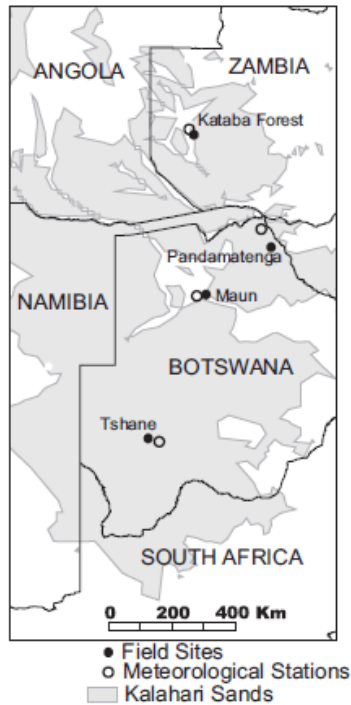 ANGOLA
ZAMBIA
Kataba Forest
Pandamatenga
NAMIBIA
Maun
BOTSWANA
Tshane
SOUTH AFRICA
0 200 400 Km
Field Sites
Meteorological Stations
Kalahari Sands